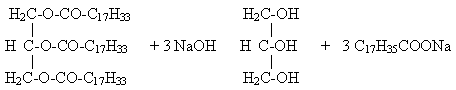 H₂C-O-CO-C₁₇H₃₃ H₂C-OH
H C-O-CO-C₁₇H₃₃ + 3 NaOH H C-OH + 3 C₁₇H₃₅COONa
H₂C-O-CO-C₁₇H₃₃ H₂C-OH